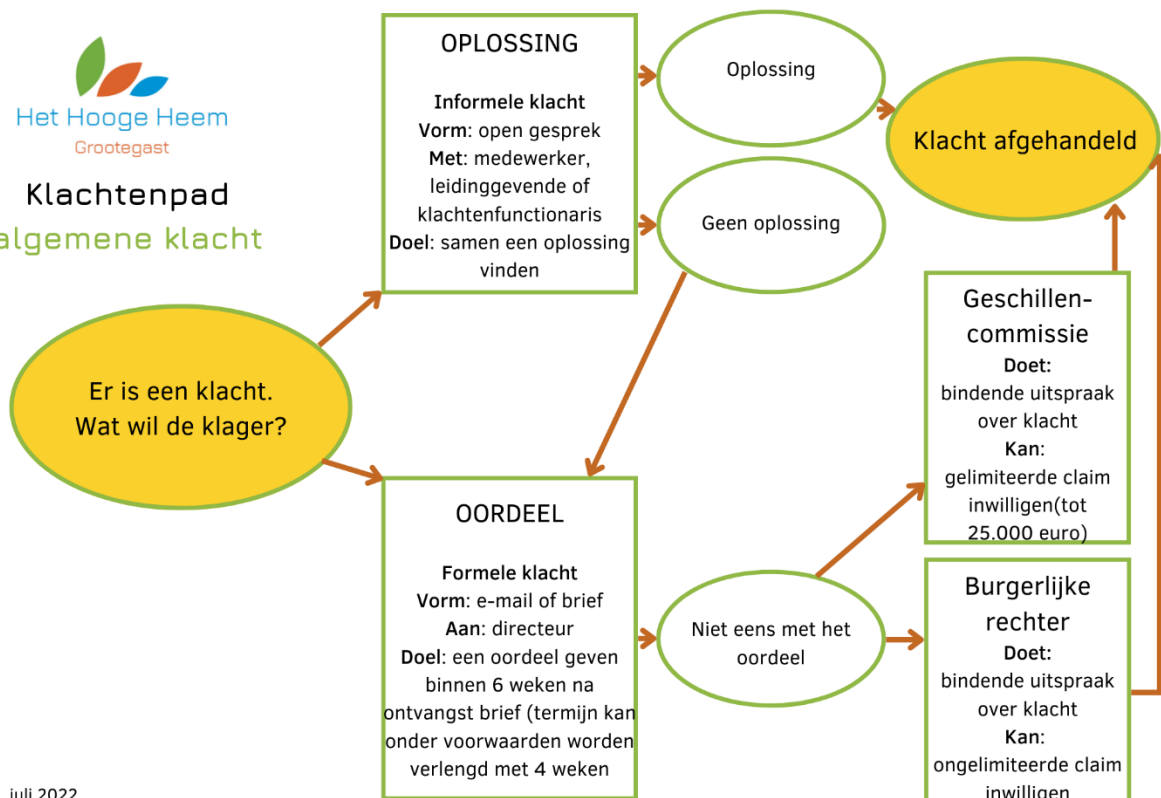 Het Hooge Heem
Grootegast
Klachtenpad
algemene klacht
Er is een klacht.
Wat wil de klager?
OPLOSSING
Informele klacht
Vorm: open gesprek
Met: medewerker,
leidinggevende of
klachtenfunctionaris
Doel: samen een oplossing
vinden
Oplossing
Geen oplossing
Klacht afgehandeld
OORDEEL
Formele klacht
Vorm: e-mail of brief
Aan: directeur
Doel: een oordeel geven
binnen 6 weken na
ontvangst brief (termijn kan
onder voorwaarden worden
verlengd met 4 weken
Niet eens met het
oordeel
Geschillen-
commissie
Doet:
bindende uitspraak
over klacht
Kan:
gelimiteerde claim
inwilligen(tot
25.000 euro)
Burgerlijke
rechter
Doet:
bindende uitspraak
over klacht
Kan:
ongelimiteerde claim
inwilligen
juli 2022